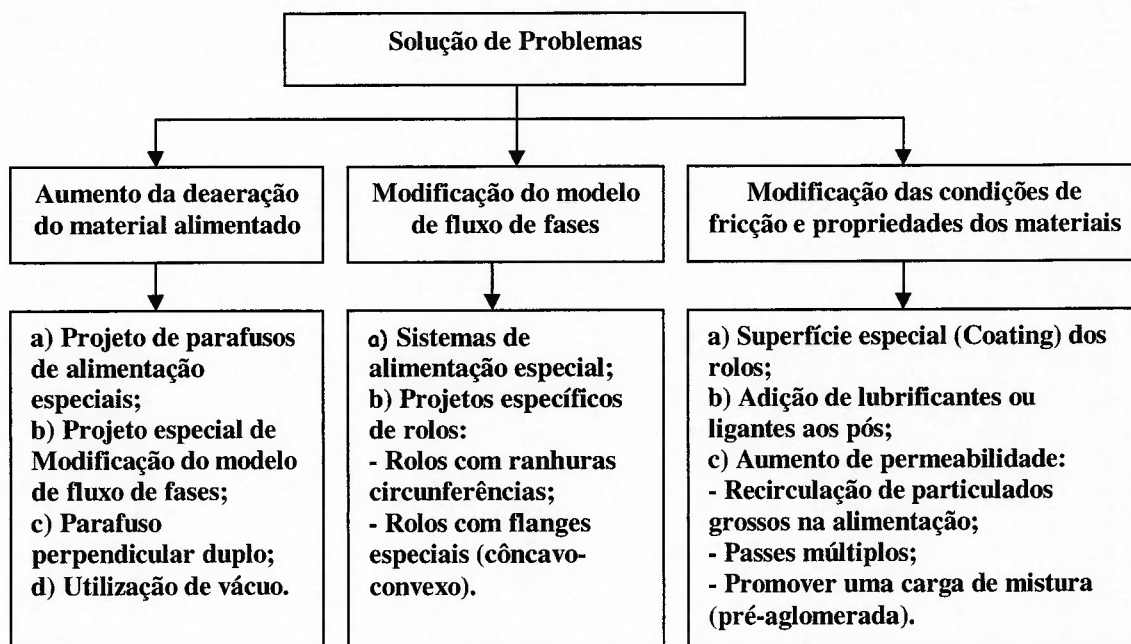 Solução de Problemas
Aumento da deaeração
do material alimentado
Modificação do modelo
de fluxo de fases
Modificação das condições de
fricção e propriedades dos materiais
a) Projeto de parafusos
de alimentação
especiais;
b) Projeto especial de
Modificação do modelo
de fluxo de fases;
c) Parafuso
perpendicular duplo;
d) Utilização de vácuo.
a) Sistemas de
alimentação especial;
b) Projetos específicos
de rolos:
- Rolos com ranhuras
circunferências;
- Rolos com flanges
especiais (côncavo-
convexo).
a) Superfície especial (Coating) dos
rolos;
b) Adição de lubrificantes ou
ligantes aos pós;
c) Aumento de permeabilidade:
- Recirculação de particulados
grossos na alimentação;
- Passes múltiplos;
- Promover uma carga de mistura
(pré-aglomerada).